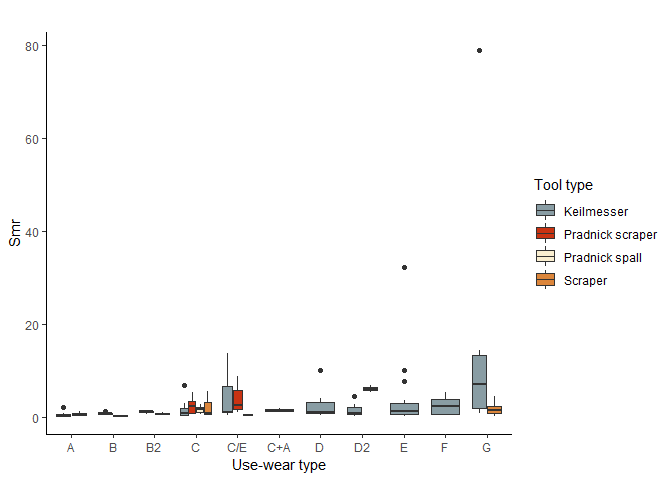 80
60
40
20
0
Smr
A B B2 C C/E C+A D D2 E F G
Use-wear type
Tool type
Keilmesser
Pradnick scraper
Pradnick spall
Scraper